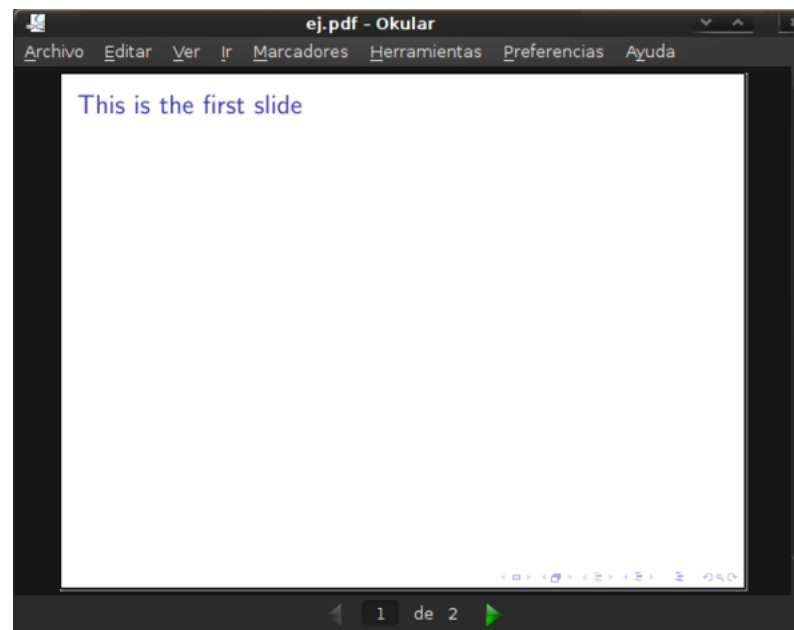 ej.pdf – Okular
Archivo Editar Ver Ir Marcadores Herramientas Preferencias Ayuda
This is the first slide
1 de 2